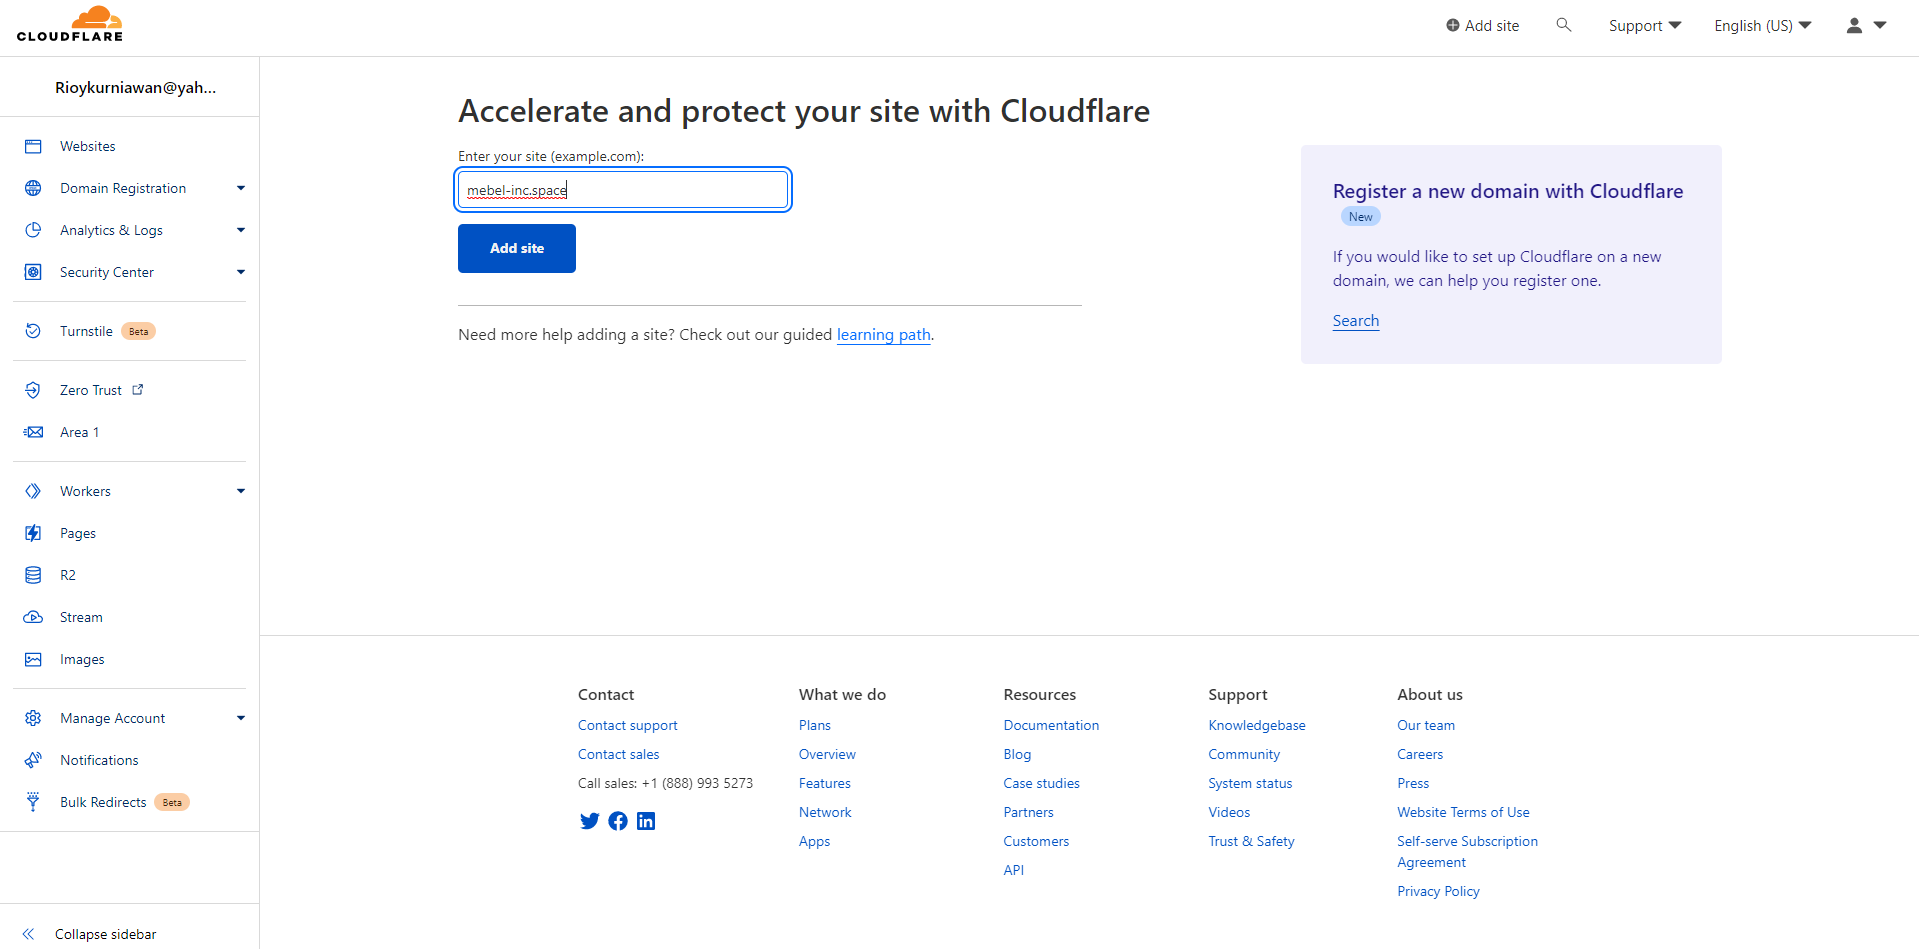 CLOUDFLARE
Add site
Support
English (US)
Rioykurniawan@yah...
Websites
Domain Registration
Analytics & Logs
Security Center
Turnstile Beta
Zero Trust
Area 1
Workers
Pages
R2
Stream
Images
Manage Account
Notifications
Bulk Redirects Beta
Collapse sidebar
Accelerate and protect your site with Cloudflare
Enter your site (example.com):
mebel-inc.space
Add site
Need more help adding a site? Check out our guided learning path.
Register a new domain with Cloudflare
New
If you would like to set up Cloudflare on a new
domain, we can help you register one.
Search
Contact
Contact support
Contact sales
Call sales: +1 (888) 993 5273
What we do
Plans
Overview
Features
Network
Apps
Resources
Documentation
Blog
Case studies
Partners
Customers
API
Support
Knowledgebase
Community
System status
Videos
Trust & Safety
About us
Our team
Careers
Press
Website Terms of Use
Self-serve Subscription
Agreement
Privacy Policy